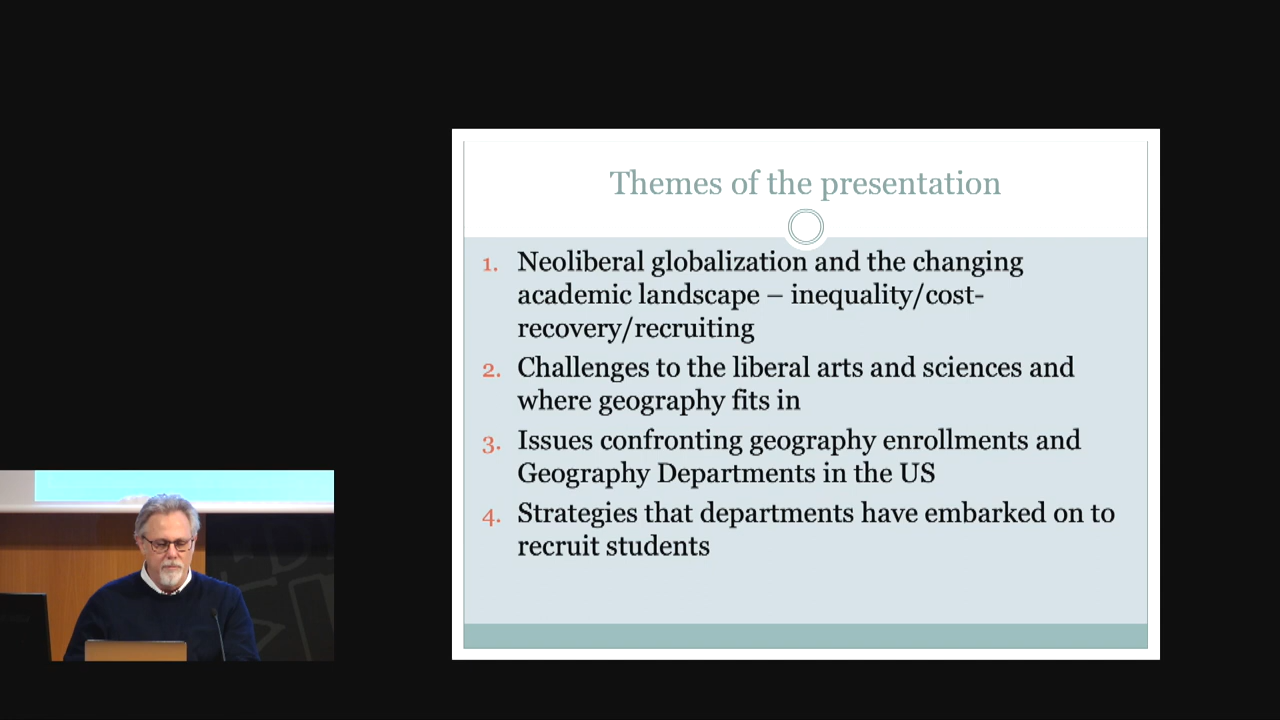 Themes of the presentation
1. Neoliberal globalization and the changing
academic landscape – inequality/cost-
recovery/recruiting
2. Challenges to the liberal arts and sciences and
where geography fits in
3. Issues confronting geography enrollments and
Geography Departments in the US
4. Strategies that departments have embarked on to
recruit students